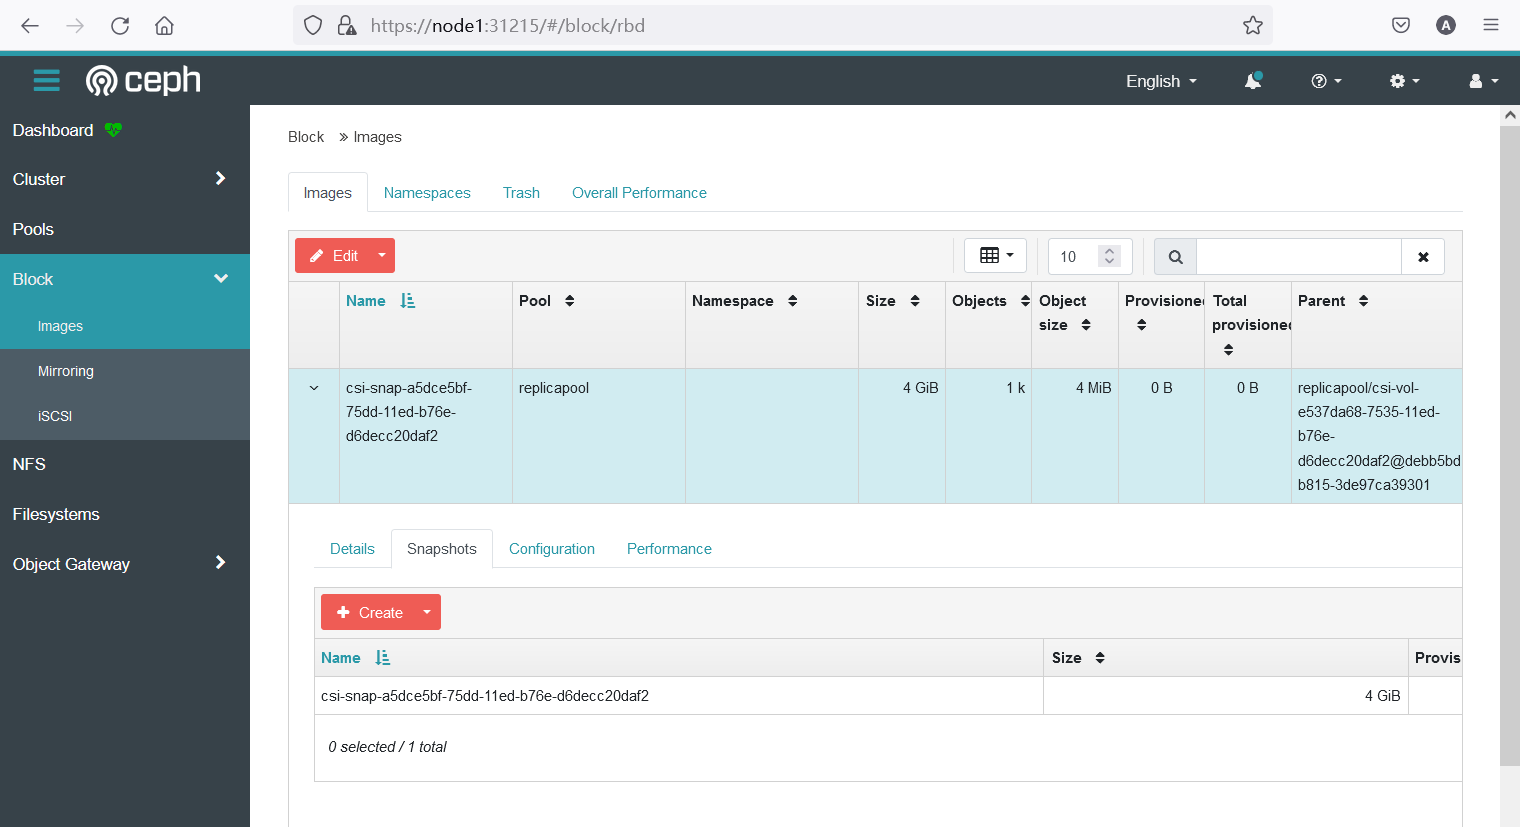 https://node1:31215/#/block/rbd
A
ceph
English
Dashboard
Cluster
Pools
Block
Images
Mirroring
iSCSI
NFS
Filesystems
Object Gateway
Block » Images
Images Namespaces Trash Overall Performance
Edit
10
Name Pool Namespace Size Objects Object size Provisioned Total provisioned Parent
csi-snap-a5dce5bf-
75dd-11ed-b76e-
d6decc20daf2
replicapool
4 GiB
1 k
4 MiB
0 B
0 B
replicapool/csi-vol-
e537da68-7535-11ed-
b76e-
d6decc20daf2@debb5bd
b815-3de97ca39301
Details Snapshots Configuration Performance
Create
Name Size Provis
csi-snap-a5dce5bf-75dd-11ed-b76e-d6decc20daf2 4 GiB
0 selected / 1 total